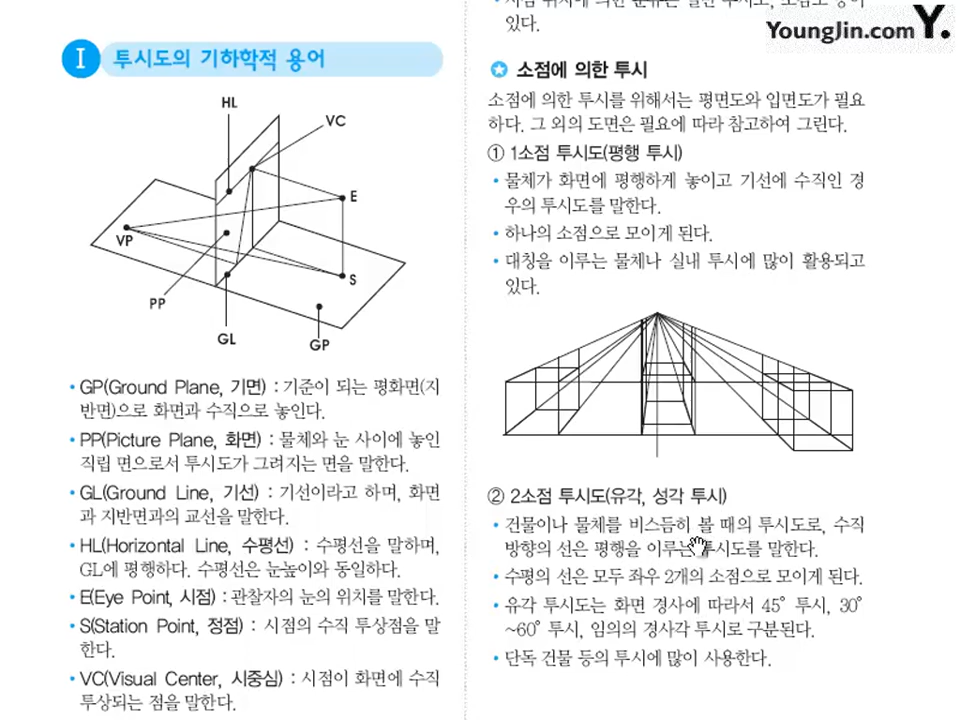 Ⅰ 투시도의 기하학적 용어
HL
VC
E
VP
S
PP
GL
GP
• GP(Ground Plane, 기면) : 기준이 되는 평화면(지
반면)으로 화면과 수직으로 놓인다.
• PP(Picture Plane, 화면) : 물체와 눈 사이에 놓인
직립 면으로서 투시도가 그려지는 면을 말한다.
• GL(Ground Line, 기선) : 기선이라고 하며, 화면
과 지반면과의 교선을 말한다.
• HL(Horizontal Line, 수평선) : 수평선을 말하며,
GL에 평행하다. 수평선은 눈높이와 동일하다.
• E(Eye Point, 시점) : 관찰자의 눈의 위치를 말한다.
• S(Station Point, 정점) : 시점의 수직 투상점을 말
한다.
• VC(Visual Center, 시중심) : 시점이 화면에 수직
투상되는 점을 말한다.
있다.
YoungJin.com Y.
소점에 의한 투시
소점에 의한 투시를 위해서는 평면도와 입면도가 필요
하다. 그 외의 도면은 필요에 따라 참고하여 그린다.
① 1소점 투시도(평행 투시)
• 물체가 화면에 평행하게 놓이고 기선에 수직인 경
우의 투시도를 말한다.
• 하나의 소점으로 모이게 된다.
• 대칭을 이루는 물체나 실내 투시에 많이 활용되고
있다.
② 2소점 투시도(유각, 성각 투시)
• 건물이나 물체를 비스듬히 볼 때의 투시도로, 수직
방향의 선은 평행을 이루는 투시도를 말한다.
• 수평의 선은 모두 좌우 2개의 소점으로 모이게 된다.
• 유각 투시도는 화면 경사에 따라서 45° 투시, 30°
~60° 투시, 임의의 경사각 투시로 구분된다.
• 단독 건물 등의 투시에 많이 사용한다.